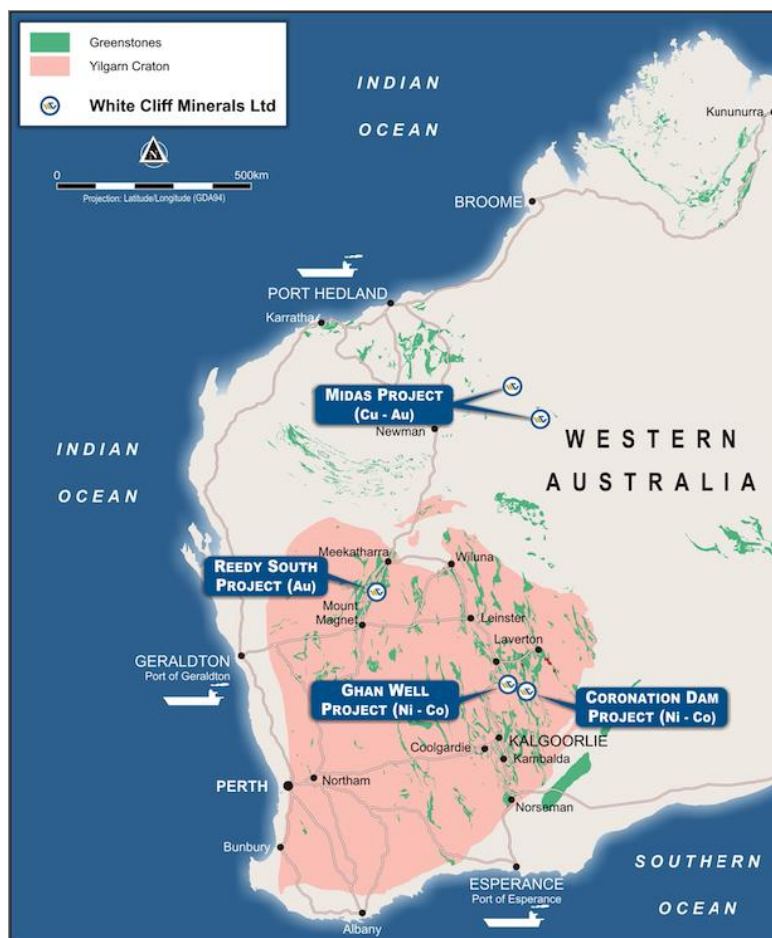 Greenstones
Yilgarn Craton
White Cliff Minerals Ltd
N
0
500km
Projection: Latitude/Longitude (GDA94)
INDIAN
OCEAN
Kununurra
BROOME
PORT HEDLAND
Karratha
MIDAS PROJECT
(Cu - Au)
Newman
WESTERN
AUSTRALIA
INDIAN
OCEAN
Meekatharra
Wiluna
REEDY SOUTH
PROJECT (Au)
Mount
Magnet
Leinster
Laverton
GERALDTON
Port of Geraldton
GHAN WELL
PROJECT (Ni - Co)
CORONATION DAM
PROJECT (Ni - Co)
KALGOORLIE
Coolgardie
Kambalda
PERTH
Northam
Norseman
Bunbury
ESPERANCE
Port of Esperance
Albany
SOUTHERN
OCEAN